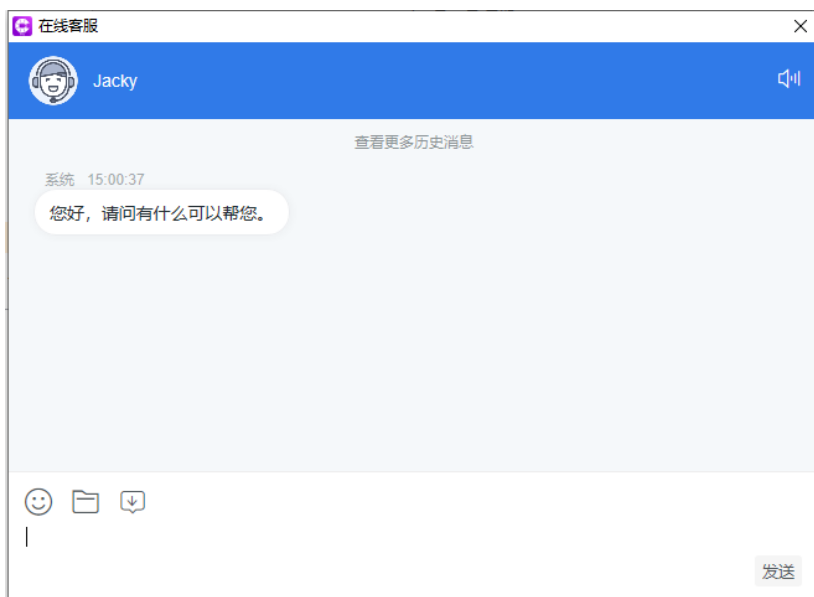 在线客服
Jacky
查看更多历史消息
系统 15:00:37
您好，请问有什么可以帮您。
发送